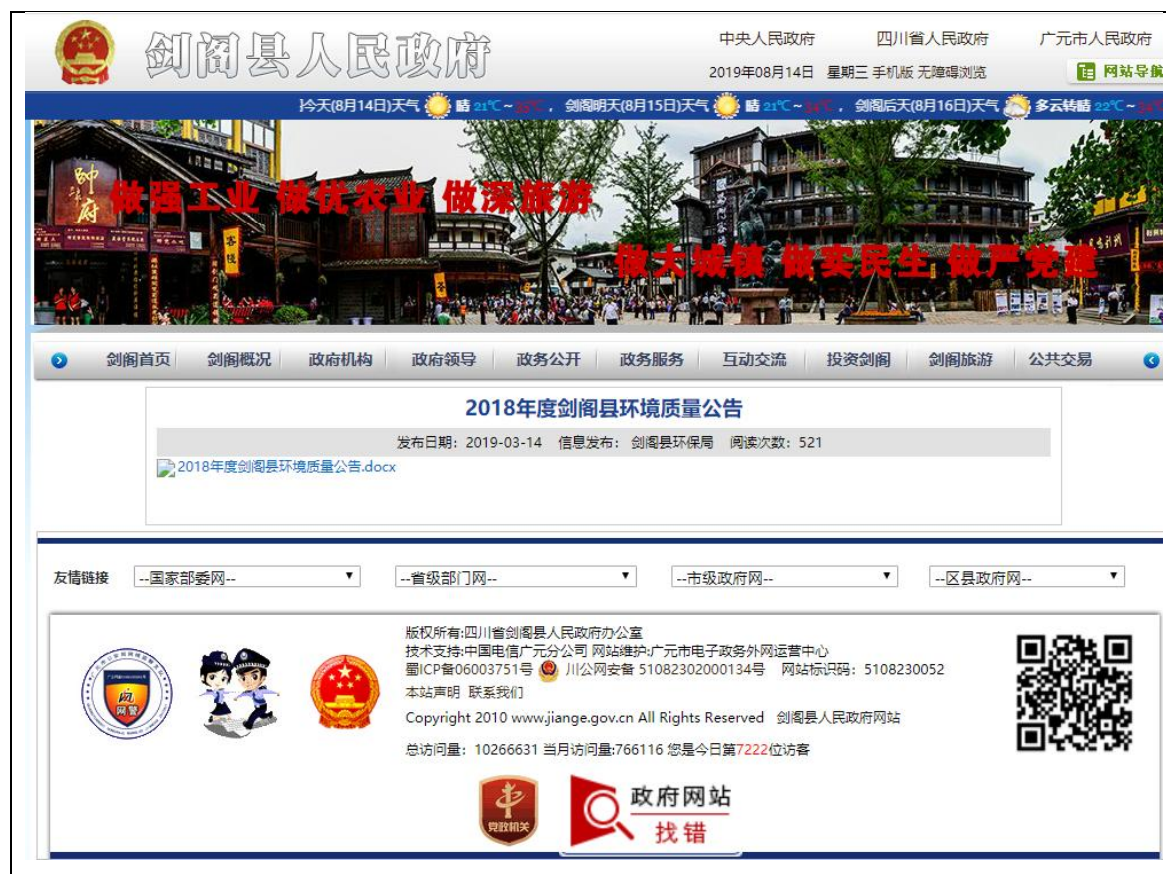 剑阁县人民政府
中央人民政府 四川省人民政府 广元市人民政府
2019年08月14日 星期三 手机版 无障碍浏览 网站导航
今天(8月14日)天气 晴 21℃~35℃， 剑阁明天(8月15日)天气 晴 21℃~34℃， 剑阁后天(8月16日)天气 多云转晴 22℃~34℃
做强工业 做优农业 做深旅游
做大城镇 做实民生 做严党建
客栈
剑阁首页 剑阁概况 政府机构 政府领导 政务公开 政务服务 互动交流 投资剑阁 剑阁旅游 公共交易
2018年度剑阁县环境质量公告
发布日期：2019-03-14 信息发布： 剑阁县环保局 阅读次数：521
2018年度剑阁县环境质量公告.docx
友情链接 --国家部委网-- --省级部门网-- --市级政府网-- --区县政府网--
版权所有:四川省剑阁县人民政府办公室
技术支持:中国电信广元分公司 网站维护:广元市电子政务外网运营中心
蜀ICP备06003751号 川公网安备 51082302000134号 网站标识码：5108230052
本站声明 联系我们
Copyright 2010 www.jiange.gov.cn All Rights Reserved 剑阁县人民政府网站
总访问量：10266631 当月访问量:766116 您是今日第7222位访客
网警
党政机关
政府网站
找错